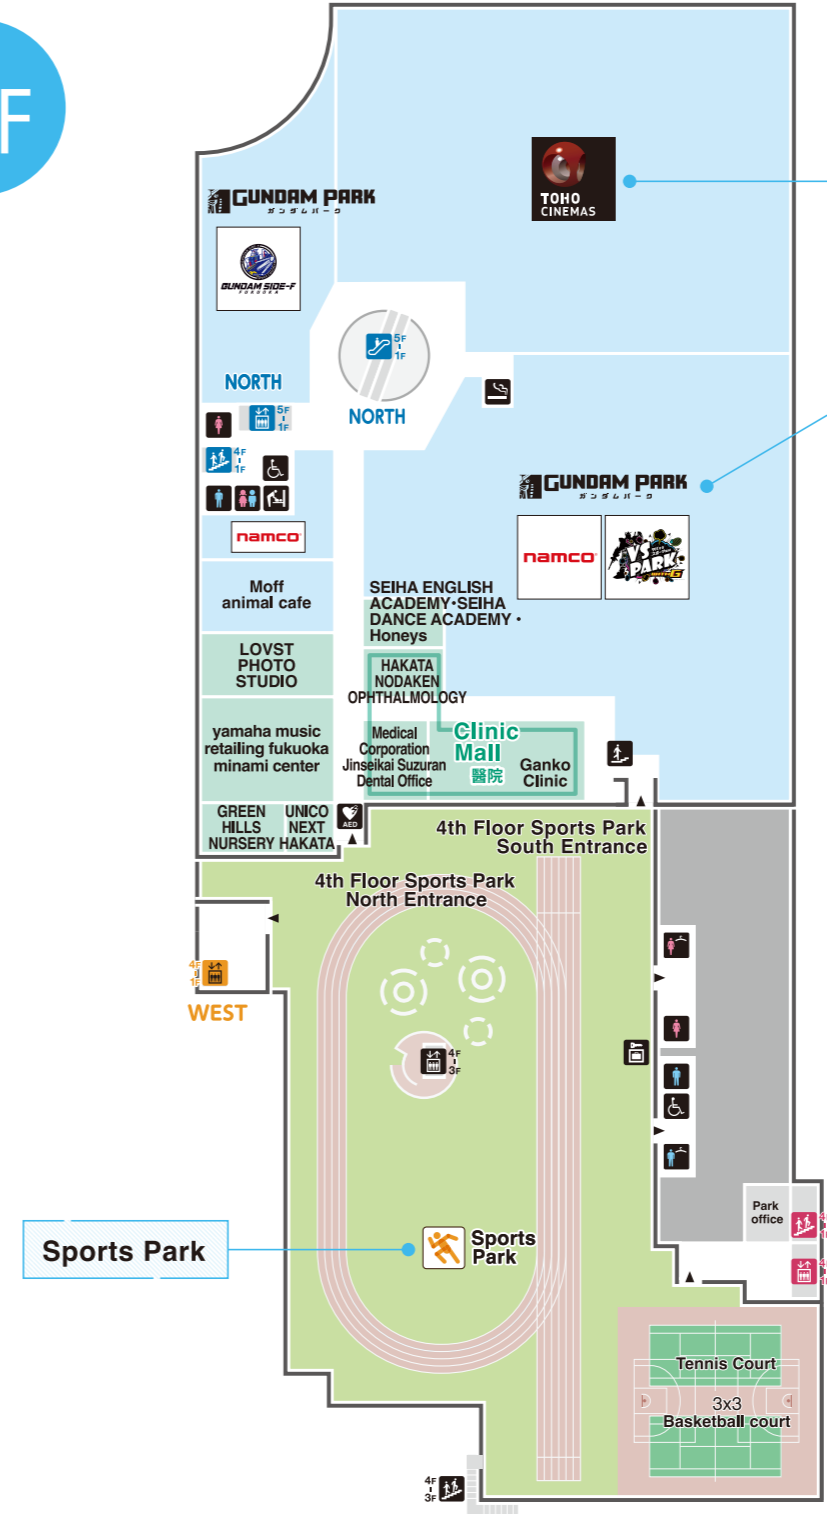 F
TOHO
CINEMAS
GUNDAM PARK
ガンダムパーク
GUNDAM SIDE-F
FUKUOKA
5F
1F
NORTH
NORTH
5F
1F
4F
1F
GUNDAM PARK
ガンダムパーク
namco
VS
PARK
WITH G
namco
Moff
animal cafe
SEIHA ENGLISH
ACADEMY・SEIHA
DANCE ACADEMY・
Honeys
LOVST
PHOTO
STUDIO
HAKATA
NODAKEN
OPHTHALMOLOGY
yamaha music
retailing fukuoka
minami center
Medical
Corporation
Jinseikai Suzuran
Dental Office
Clinic
Mall
醫院
Ganko
Clinic
GREEN
HILLS
NURSERY
UNICO
NEXT
HAKATA
AED
4th Floor Sports Park
South Entrance
4th Floor Sports Park
North Entrance
4F
1F
WEST
4F
3F
Park
office
Sports Park
Sports
Park
Tennis Court
3x3
Basketball court
4F
3F